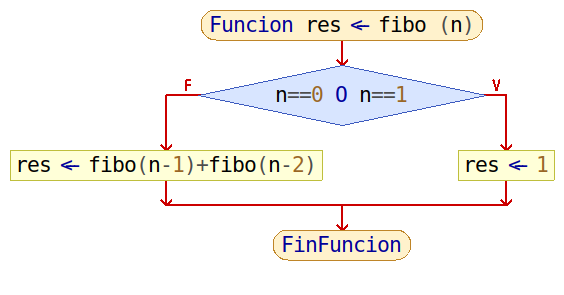 Funcion res <- fibo (n)
n==0 O n==1
F
V
res <- fibo(n-1)+fibo(n-2)
res <- 1
FinFuncion